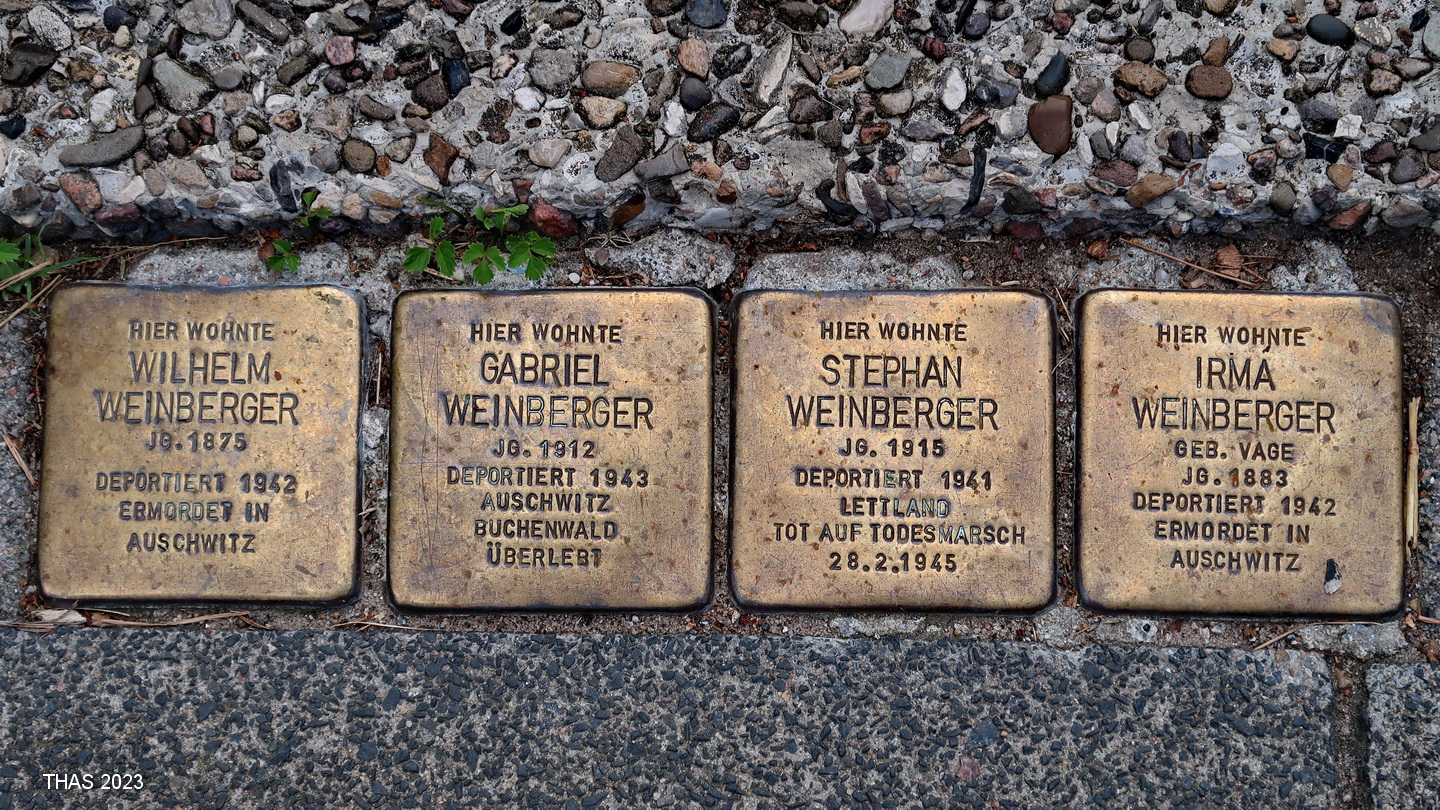 HIER WOHNTE
WILHELM
WEINBERGER
JG. 1875
DEPORTIERT 1942
ERMORDET IN
AUSCHWITZ
HIER WOHNTE
GABRIEL
WEINBERGER
JG. 1912
DEPORTIERT 1943
AUSCHWITZ
BUCHENWALD
ÜBERLEBT
HIER WOHNTE
STEPHAN
WEINBERGER
JG. 1915
DEPORTIERT 1941
LETTLAND
TOT AUF TODESMARSCH
28.2.1945
HIER WOHNTE
IRMA
WEINBERGER
GEB. VAGE
JG. 1883
DEPORTIERT 1942
ERMORDET IN
AUSCHWITZ
THAS 2023